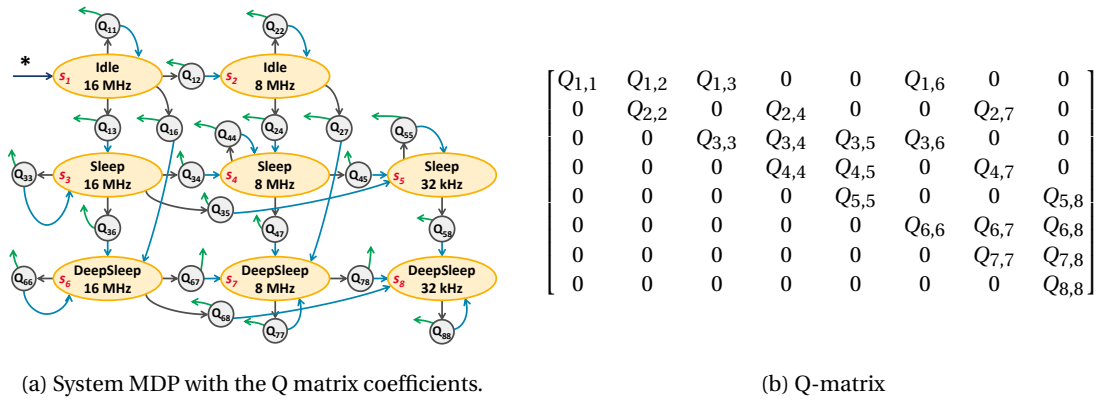 Q11
Q22
*
s1
Idle
16 MHz
Q12
s2
Idle
8 MHz
Q13
Q16
Q24
Q27
Q44
Q55
Q33
s3
Sleep
16 MHz
Q34
s4
Sleep
8 MHz
Q45
s5
Sleep
32 kHz
Q35
Q36
Q47
Q58
Q66
s6
DeepSleep
16 MHz
Q67
s7
DeepSleep
8 MHz
Q78
s8
DeepSleep
32 kHz
Q68
Q77
Q88
(a) System MDP with the Q matrix coefficients.
Q1,1 Q1,2 Q1,3 0 0 Q1,6 0 0
0 Q2,2 0 Q2,4 0 0 Q2,7 0
0 0 Q3,3 Q3,4 Q3,5 Q3,6 0 0
0 0 0 Q4,4 Q4,5 0 Q4,7 0
0 0 0 0 Q5,5 0 0 Q5,8
0 0 0 0 0 Q6,6 Q6,7 Q6,8
0 0 0 0 0 0 Q7,7 Q7,8
0 0 0 0 0 0 0 Q8,8
(b) Q-matrix